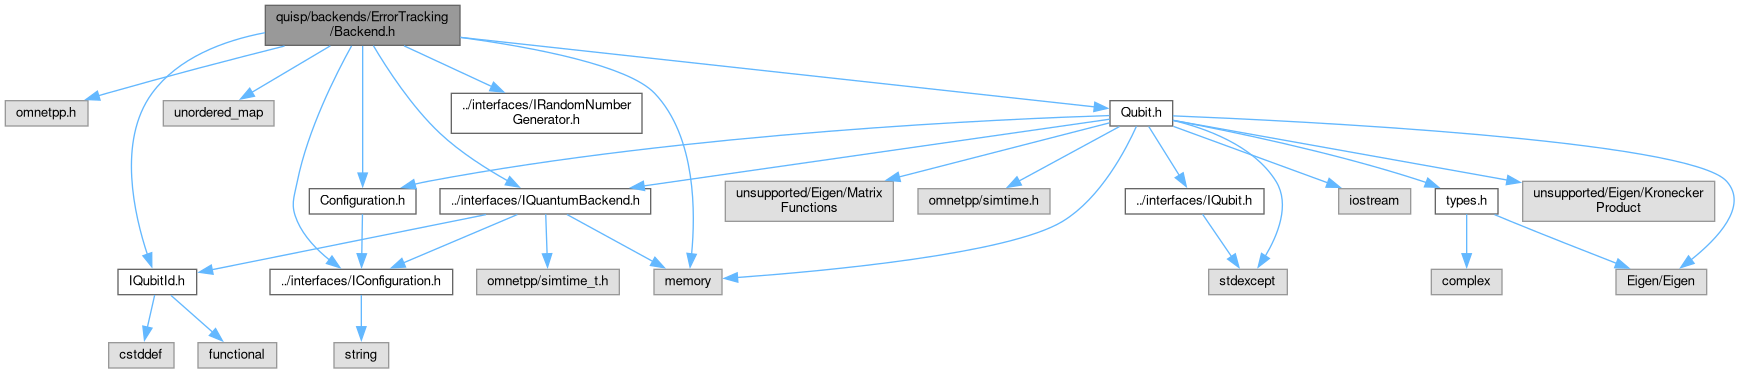 quisp/backends/ErrorTracking
/Backend.h
omnetpp.h
unordered_map
../interfaces/IRandomNumber
Generator.h
Qubit.h
Configuration.h
../interfaces/IQuantumBackend.h
unsupported/Eigen/Matrix
Functions
omnetpp/simtime.h
../interfaces/IQubit.h
iostream
types.h
unsupported/Eigen/Kronecker
Product
IQubitId.h
../interfaces/IConfiguration.h
omnetpp/simtime_t.h
memory
stdexcept
complex
Eigen/Eigen
cstddef
functional
string